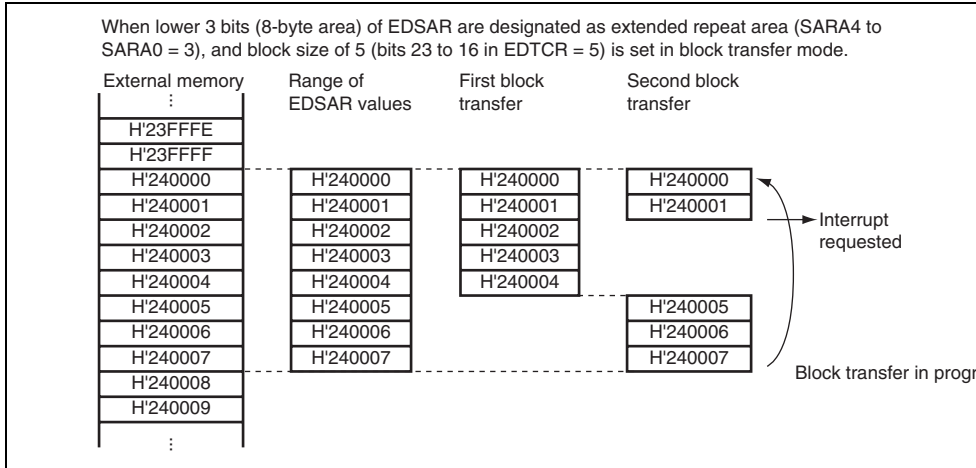 When lower 3 bits (8-byte area) of EDSAR are designated as extended repeat area (SARA4 to
SARA0 = 3), and block size of 5 (bits 23 to 16 in EDTCR = 5) is set in block transfer mode.
External memory
Range of
EDSAR values
First block
transfer
Second block
transfer
⋮
H'23FFFE
H'23FFFF
H'240000
H'240001
H'240002
H'240003
H'240004
H'240005
H'240006
H'240007
H'240008
H'240009
⋮
H'240000
H'240001
H'240002
H'240003
H'240004
H'240005
H'240006
H'240007
H'240000
H'240001
H'240002
H'240003
H'240004
H'240000
H'240001
H'240005
H'240006
H'240007
Interrupt
requested
Block transfer in progr